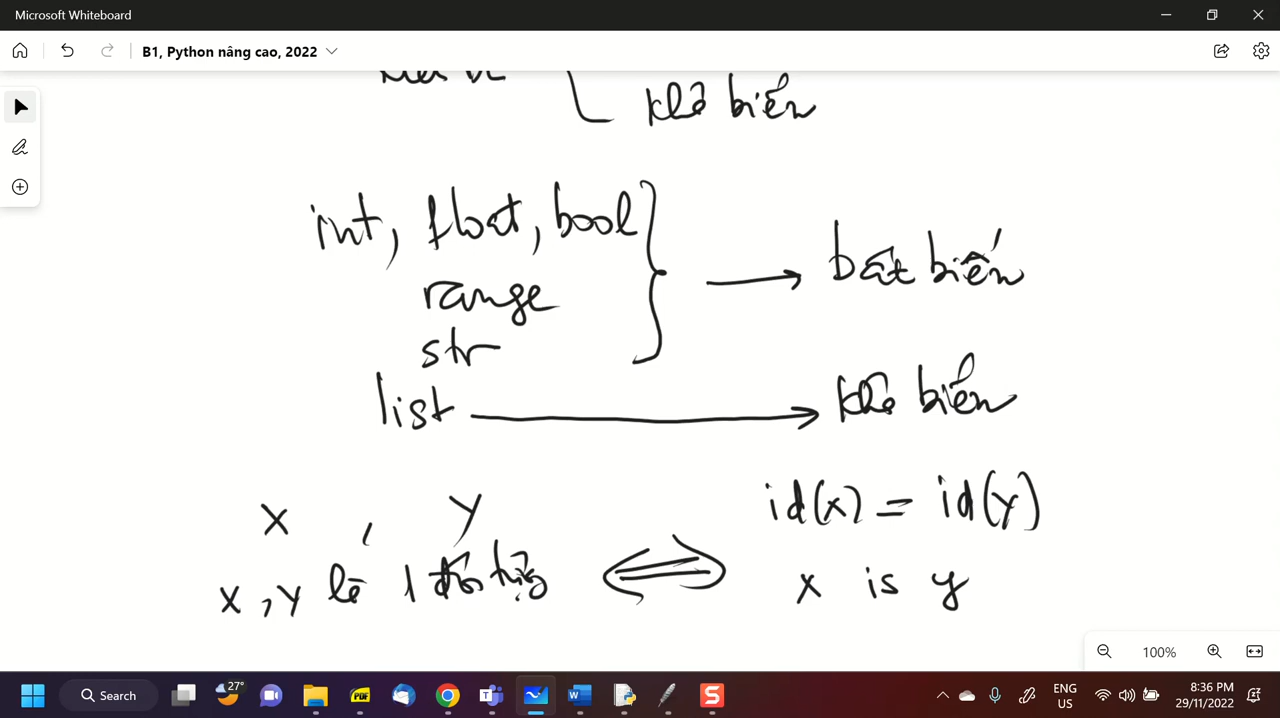 Microsoft Whiteboard
B1, Python nâng cao, 2022
khả biến
int, float, bool
range
str
bất biến
list
khả biến
x , y
id(x) = id(y)
x, y là 1 đối tượng
x is y
100%
27°
Search
PDF
ENG
US
8:36 PM
29/11/2022